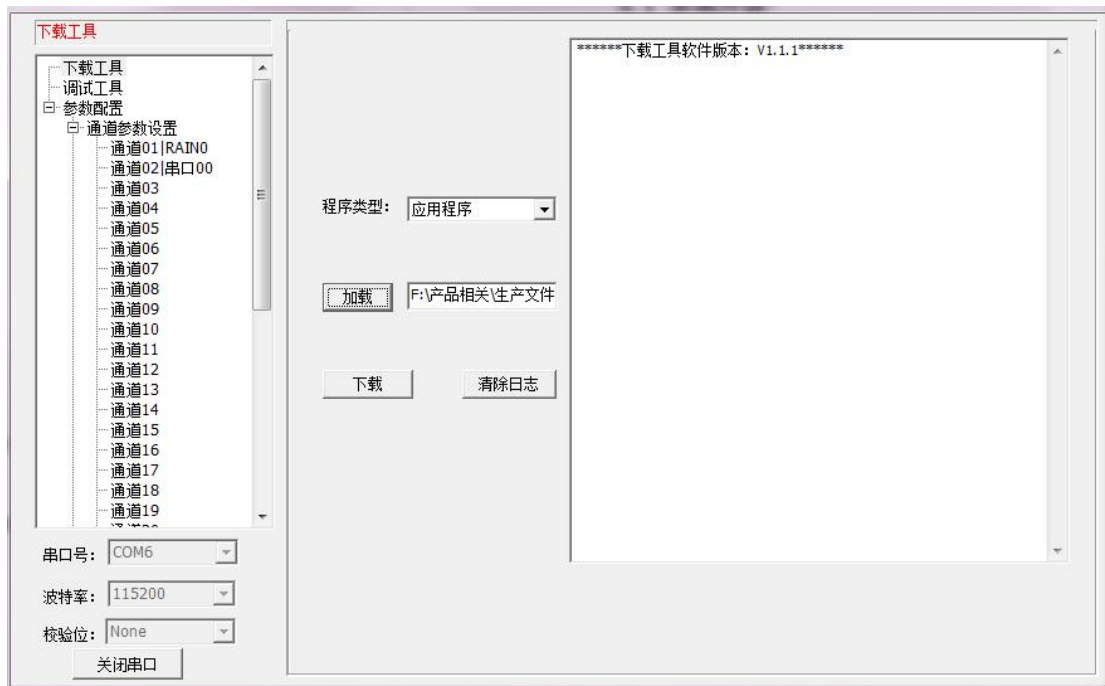 下载工具
下载工具
调试工具
参数配置
通道参数设置
通道01|RAIN0
通道02|串口00
通道03
通道04
通道05
通道06
通道07
通道08
通道09
通道10
通道11
通道12
通道13
通道14
通道15
通道16
通道17
通道18
通道19
串口号： COM6
波特率： 115200
校验位： None
关闭串口
程序类型： 应用程序
加载 F:\产品相关\生产文件
下载 清除日志
******下载工具软件版本：V1.1.1******